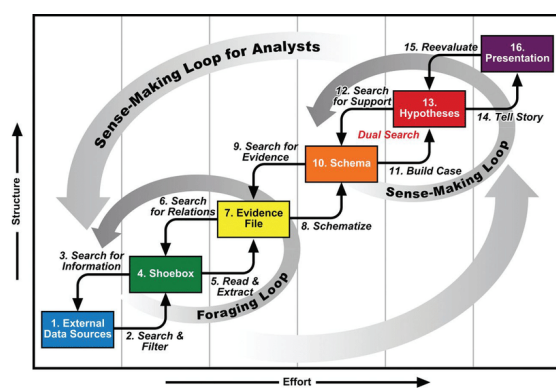 Sense-Making Loop for Analysts
15. Reevaluate
16.
Presentation
12. Search
for Support
13.
Hypotheses
14. Tell Story
Dual Search
9. Search for
Evidence
10. Schema
11. Build Case
Sense-Making Loop
6. Search
for Relations
7. Evidence
File
8. Schematize
3. Search for
Information
4. Shoebox
5. Read &
Extract
Foraging Loop
1. External
Data Sources
2. Search &
Filter
Structure
Effort